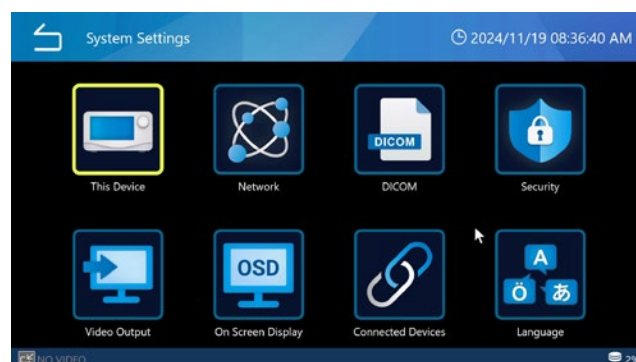 System Settings
2024/11/19 08:36:40 AM
DICOM
This Device
Network
DICOM
Security
OSD
A
Ö あ
Video Output
On Screen Display
Connected Devices
Language
4K NO VIDEO